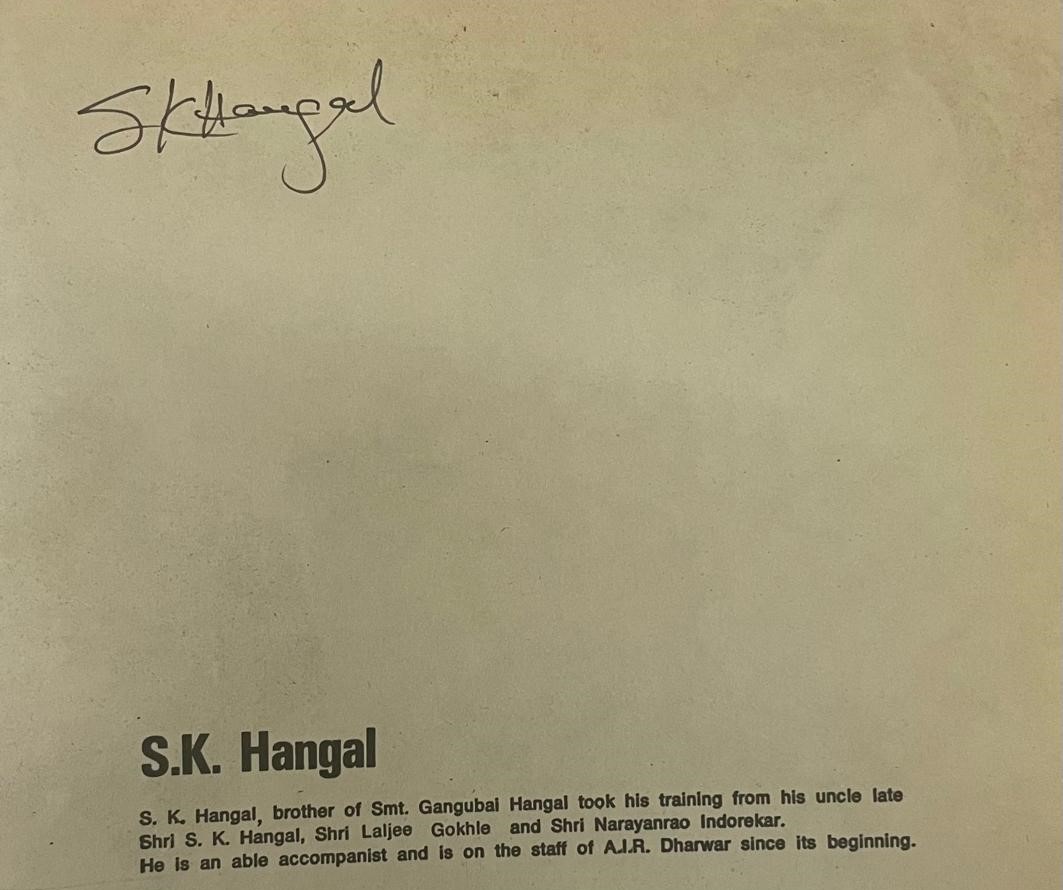 SKHangal
S.K. Hangal
S. K. Hangal, brother of Smt. Gangubai Hangal took his training from his uncle late
Shri S. K. Hangal, Shri Laljee Gokhle and Shri Narayanrao Indorekar.
He is an able accompanist and is on the staff of A.I.R. Dharwar since its beginning.